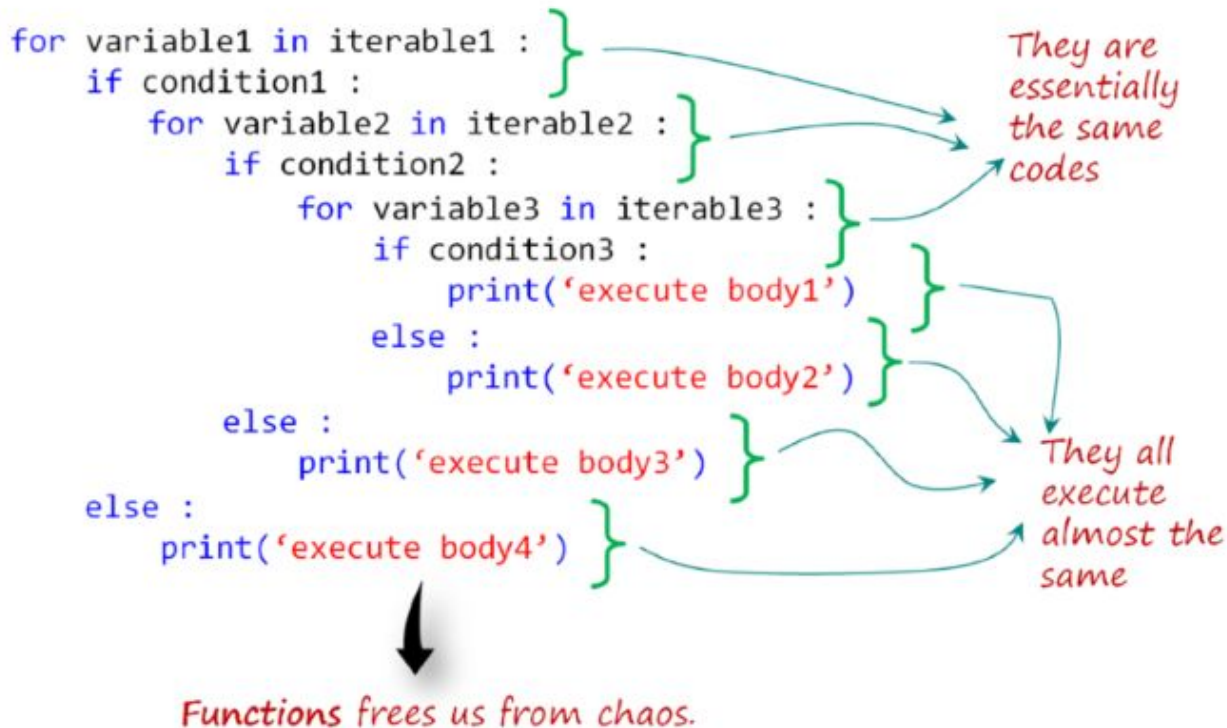 for variable1 in iterable1 :
    if condition1 :
        for variable2 in iterable2 :
            if condition2 :
                for variable3 in iterable3 :
                    if condition3 :
                        print(‘execute body1’)
                    else :
                        print(‘execute body2’)
            else :
                print(‘execute body3’)
    else :
        print(‘execute body4’)
They are
essentially
the same
codes
They all
execute
almost the
same
Functions frees us from chaos.